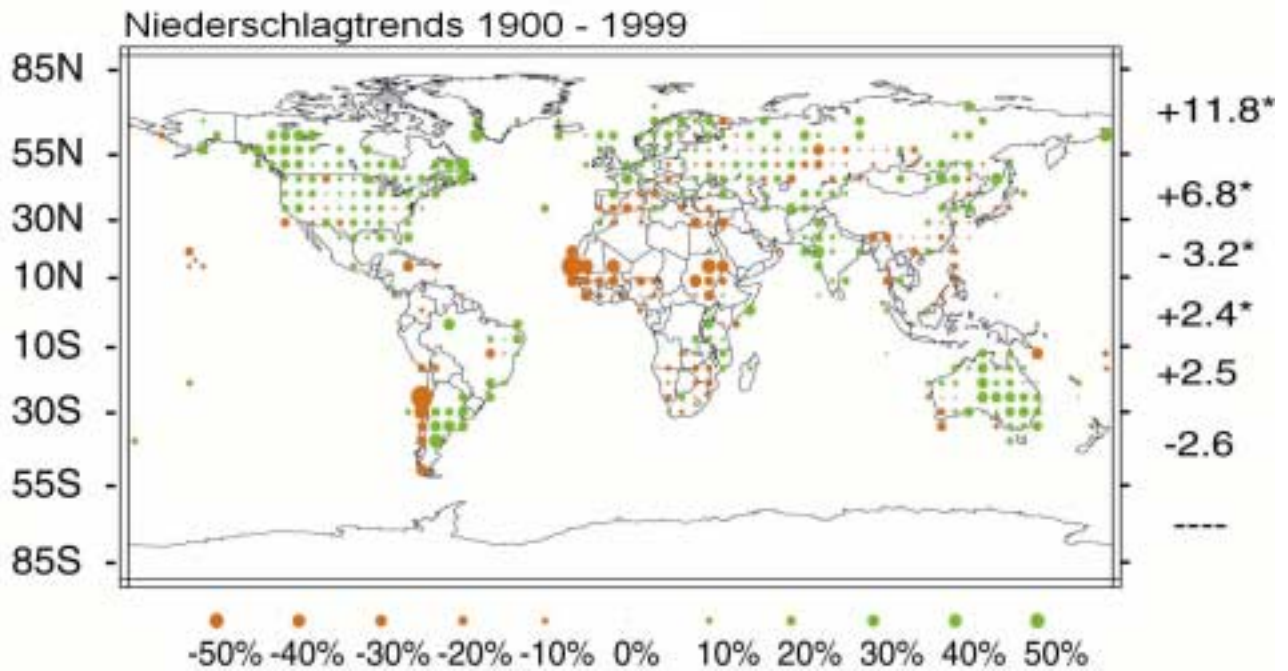 Niederschlagtrends 1900 - 1999
85N
+11.8*
55N
+6.8*
30N
- 3.2*
10N
+2.4*
10S
+2.5
30S
-2.6
55S
----
85S
-50% -40% -30% -20% -10% 0% 10% 20% 30% 40% 50%